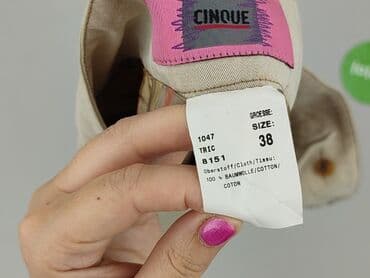 CINQUE
GROESSE:
1047 SIZE:
TRIC 38
8151
Oberstoff/Cloth/Tissu:
100 % BAUMWOLLE/COTTON/
COTON